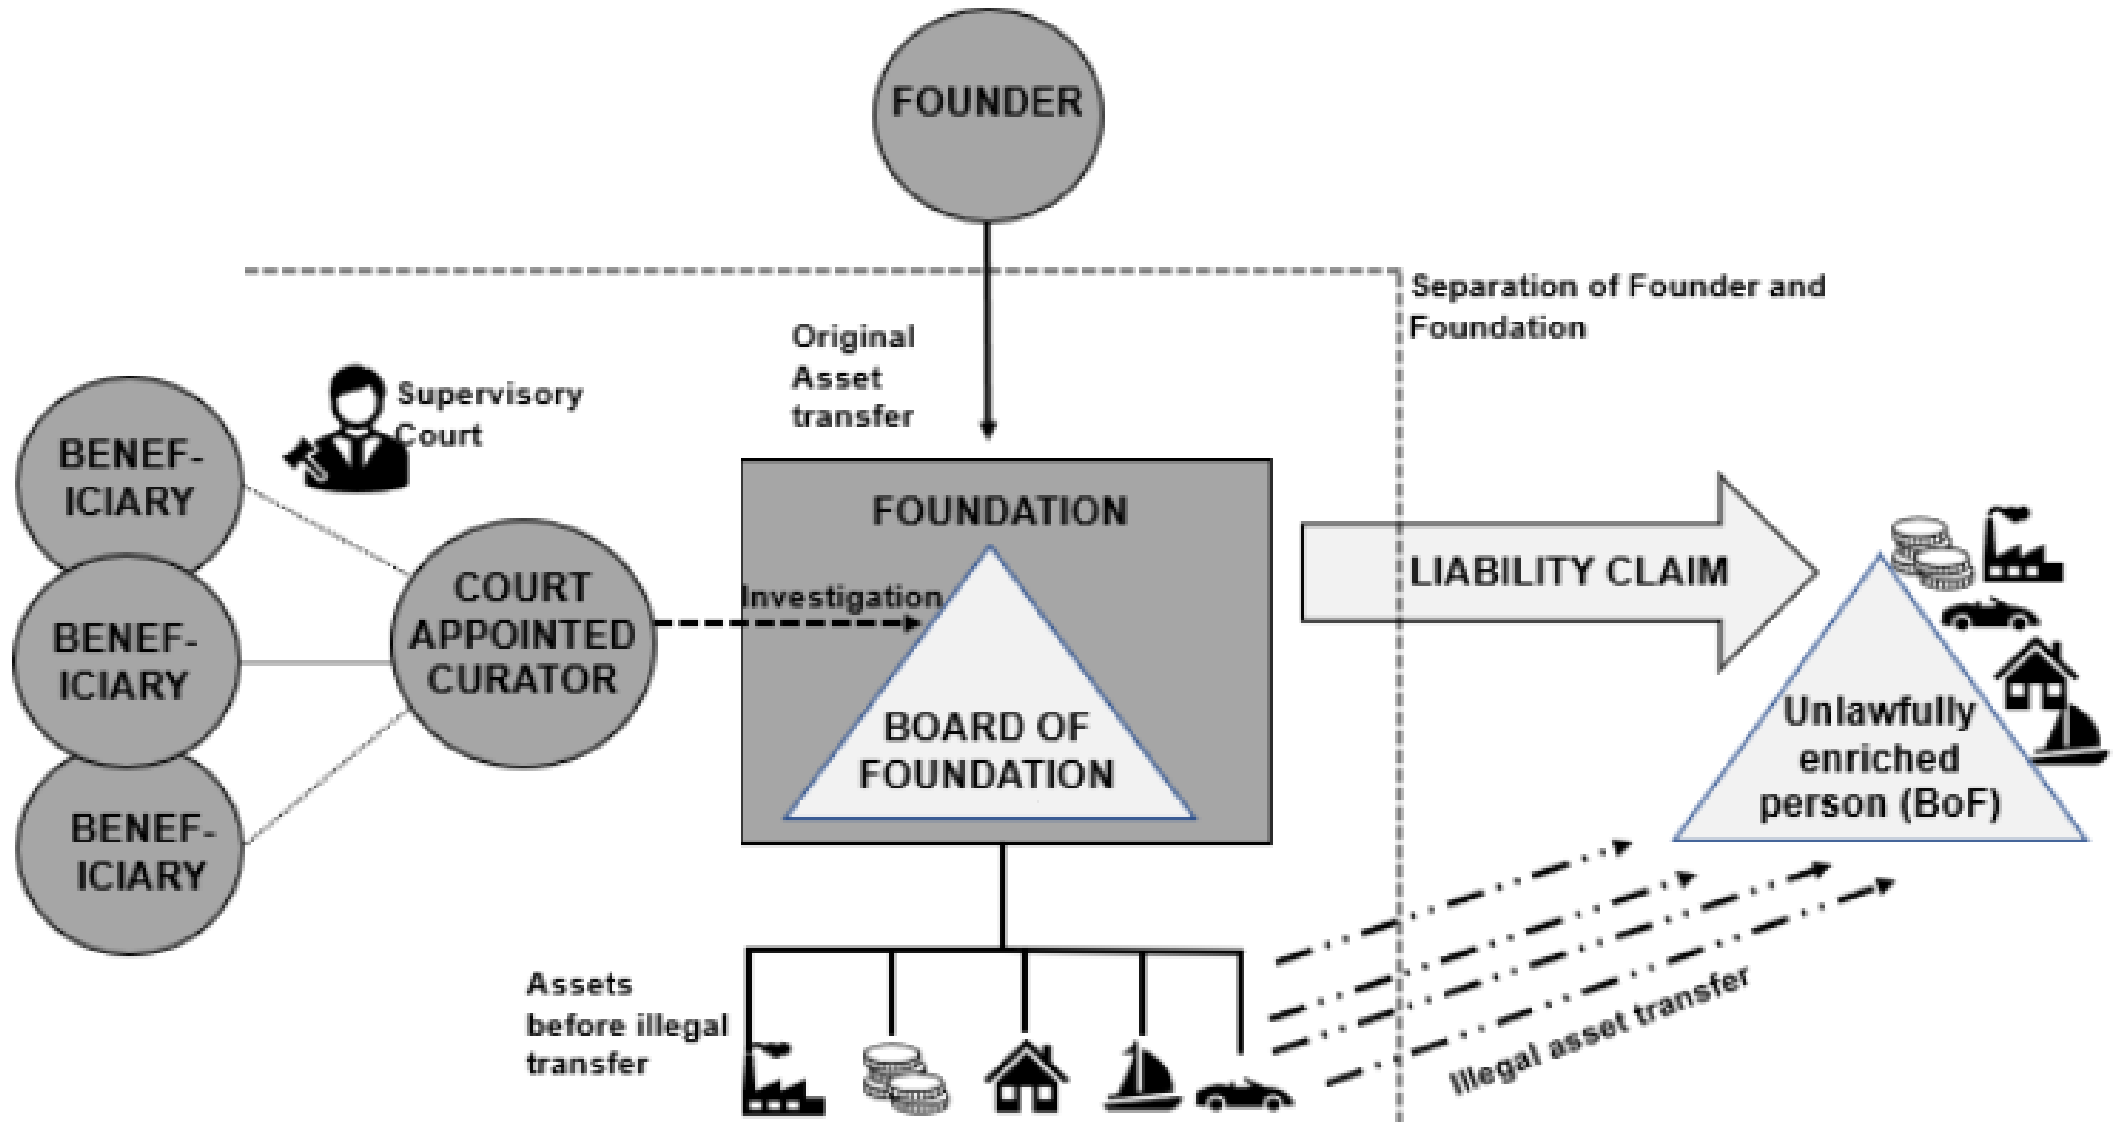 FOUNDER
Separation of Founder and
Foundation
Original
Asset
transfer
Supervisory
Court
BENEF-
ICIARY
BENEF-
ICIARY
BENEF-
ICIARY
COURT
APPOINTED
CURATOR
Investigation
FOUNDATION
BOARD OF
FOUNDATION
LIABILITY CLAIM
Unlawfully
enriched
person (BoF)
Assets
before illegal
transfer
Illegal asset transfer